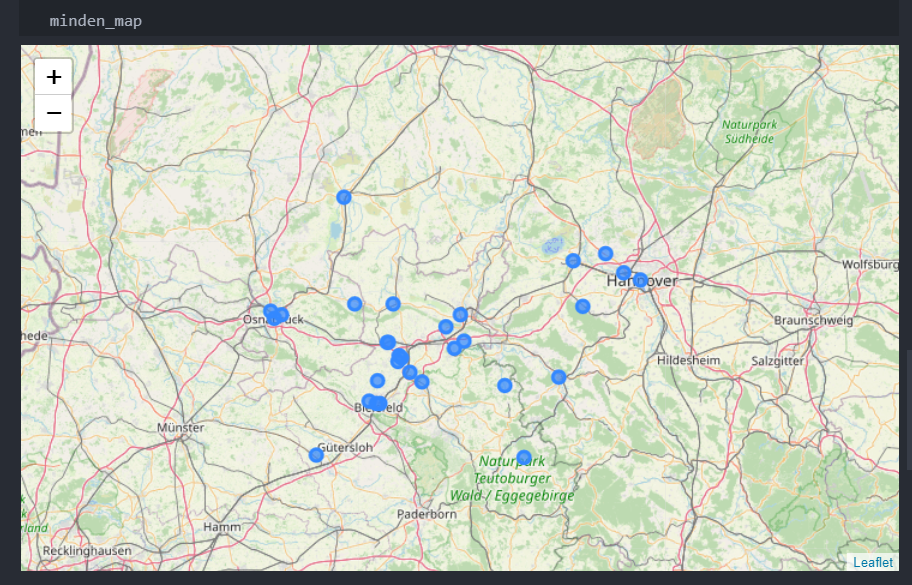 minden_map
+
−
Naturpark
Südheide
Wolfsburg
Hannover
Osnabrück
Braunschweig
hede
Hildesheim
Salzgitter
Bielefeld
Münster
Gütersloh
Naturpark
Teutoburger
Wald / Eggegebirge
Paderborn
rland
Hamm
Recklinghausen
Leaflet